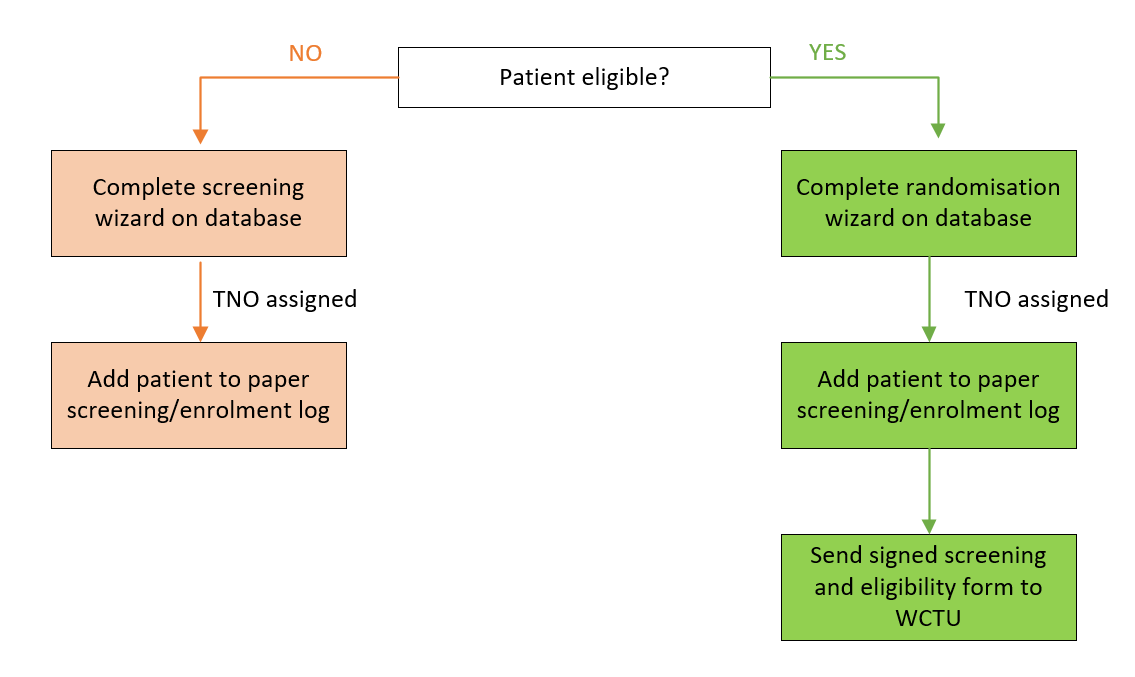 NO
Patient eligible?
YES
Complete screening
wizard on database
Complete randomisation
wizard on database
TNO assigned
TNO assigned
Add patient to paper
screening/enrolment log
Add patient to paper
screening/enrolment log
Send signed screening
and eligibility form to
WCTU